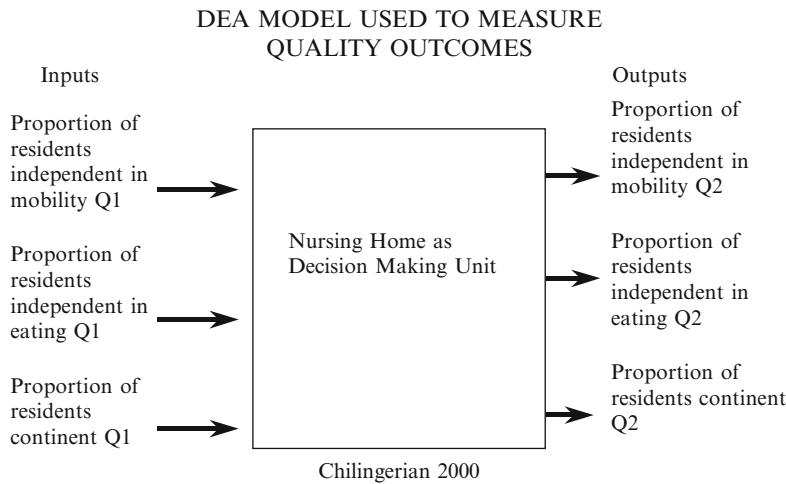 DEA MODEL USED TO MEASURE
QUALITY OUTCOMES
Inputs
Proportion of
residents
independent in
mobility Q1
Proportion of
residents
independent in
eating Q1
Proportion of
residents
continent Q1
Nursing Home as
Decision Making Unit
Outputs
Proportion of
residents
independent in
mobility Q2
Proportion of
residents
independent in
eating Q2
Proportion of
residents continent
Q2
Chilingerian 2000